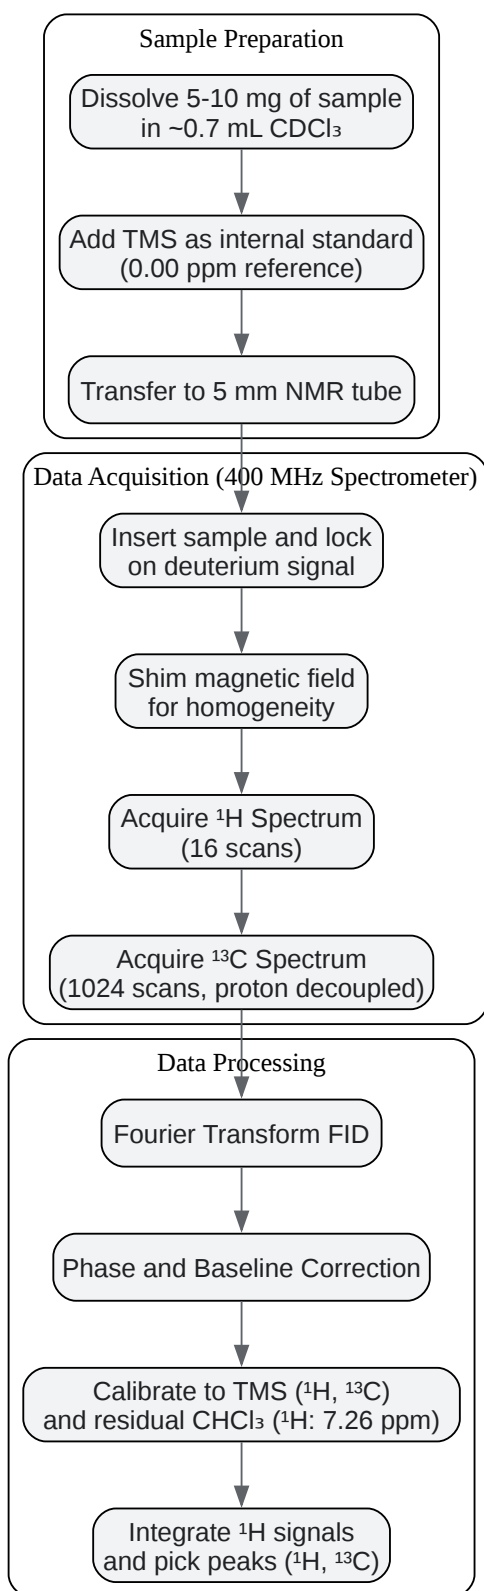 Sample Preparation
Dissolve 5-10 mg of sample
in ~0.7 mL CDCl₃
Add TMS as internal standard
(0.00 ppm reference)
Transfer to 5 mm NMR tube
Data Acquisition (400 MHz Spectrometer)
Insert sample and lock
on deuterium signal
Shim magnetic field
for homogeneity
Acquire ¹H Spectrum
(16 scans)
Acquire ¹³C Spectrum
(1024 scans, proton decoupled)
Data Processing
Fourier Transform FID
Phase and Baseline Correction
Calibrate to TMS (¹H, ¹³C)
and residual CHCl₃ (¹H: 7.26 ppm)
Integrate ¹H signals
and pick peaks (¹H, ¹³C)